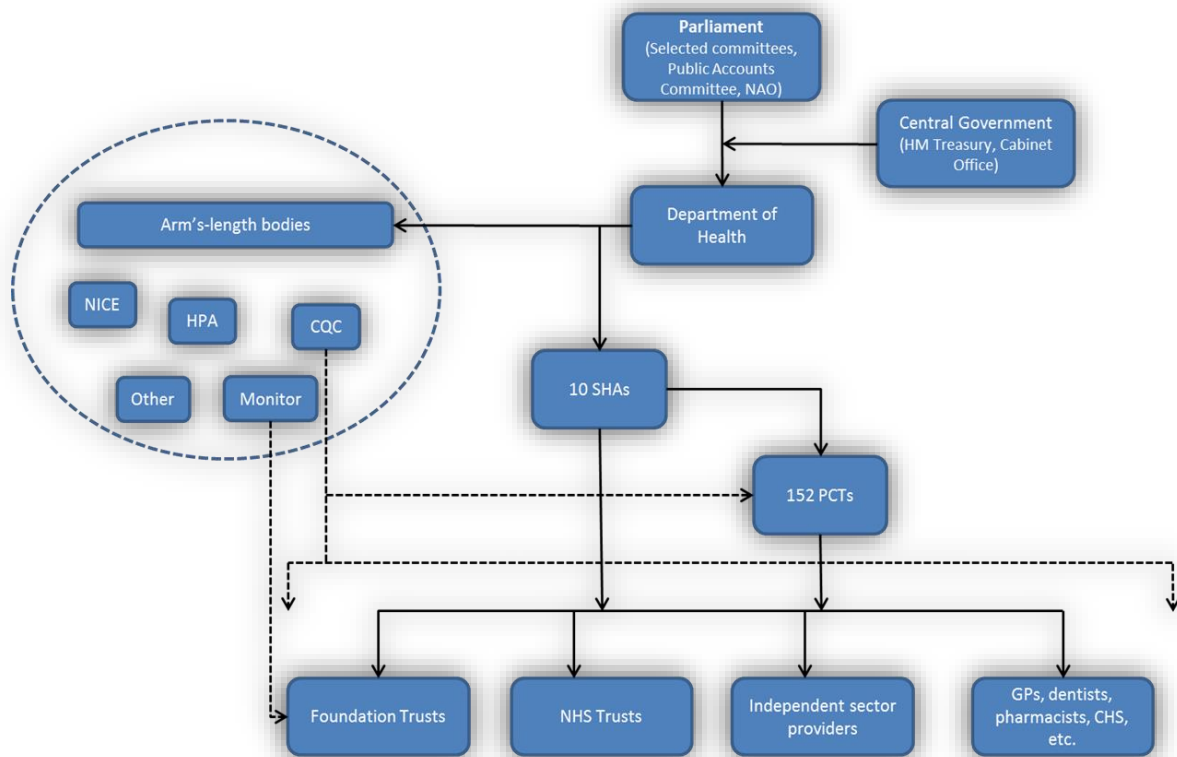 Parliament
(Selected committees,
Public Accounts
Committee, NAO)
Central Government
(HM Treasury, Cabinet
Office)
Department of
Health
Arm's-length bodies
NICE
HPA
CQC
Other
Monitor
10 SHAs
152 PCTs
Foundation Trusts
NHS Trusts
Independent sector
providers
GPs, dentists,
pharmacists, CHS,
etc.